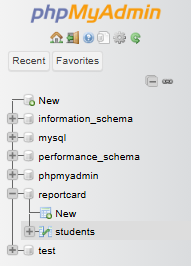 phpMyAdmin
Recent Favorites
New
information_schema
mysql
performance_schema
phpmyadmin
reportcard
New
students
test